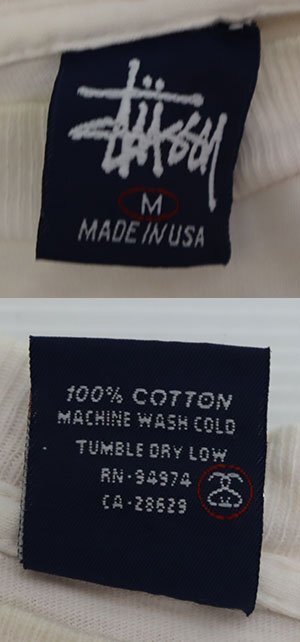 Stüssy
M
MADE IN USA
100% COTTON
MACHINE WASH COLD
TUMBLE DRY LOW
RN-94974
CA-28629